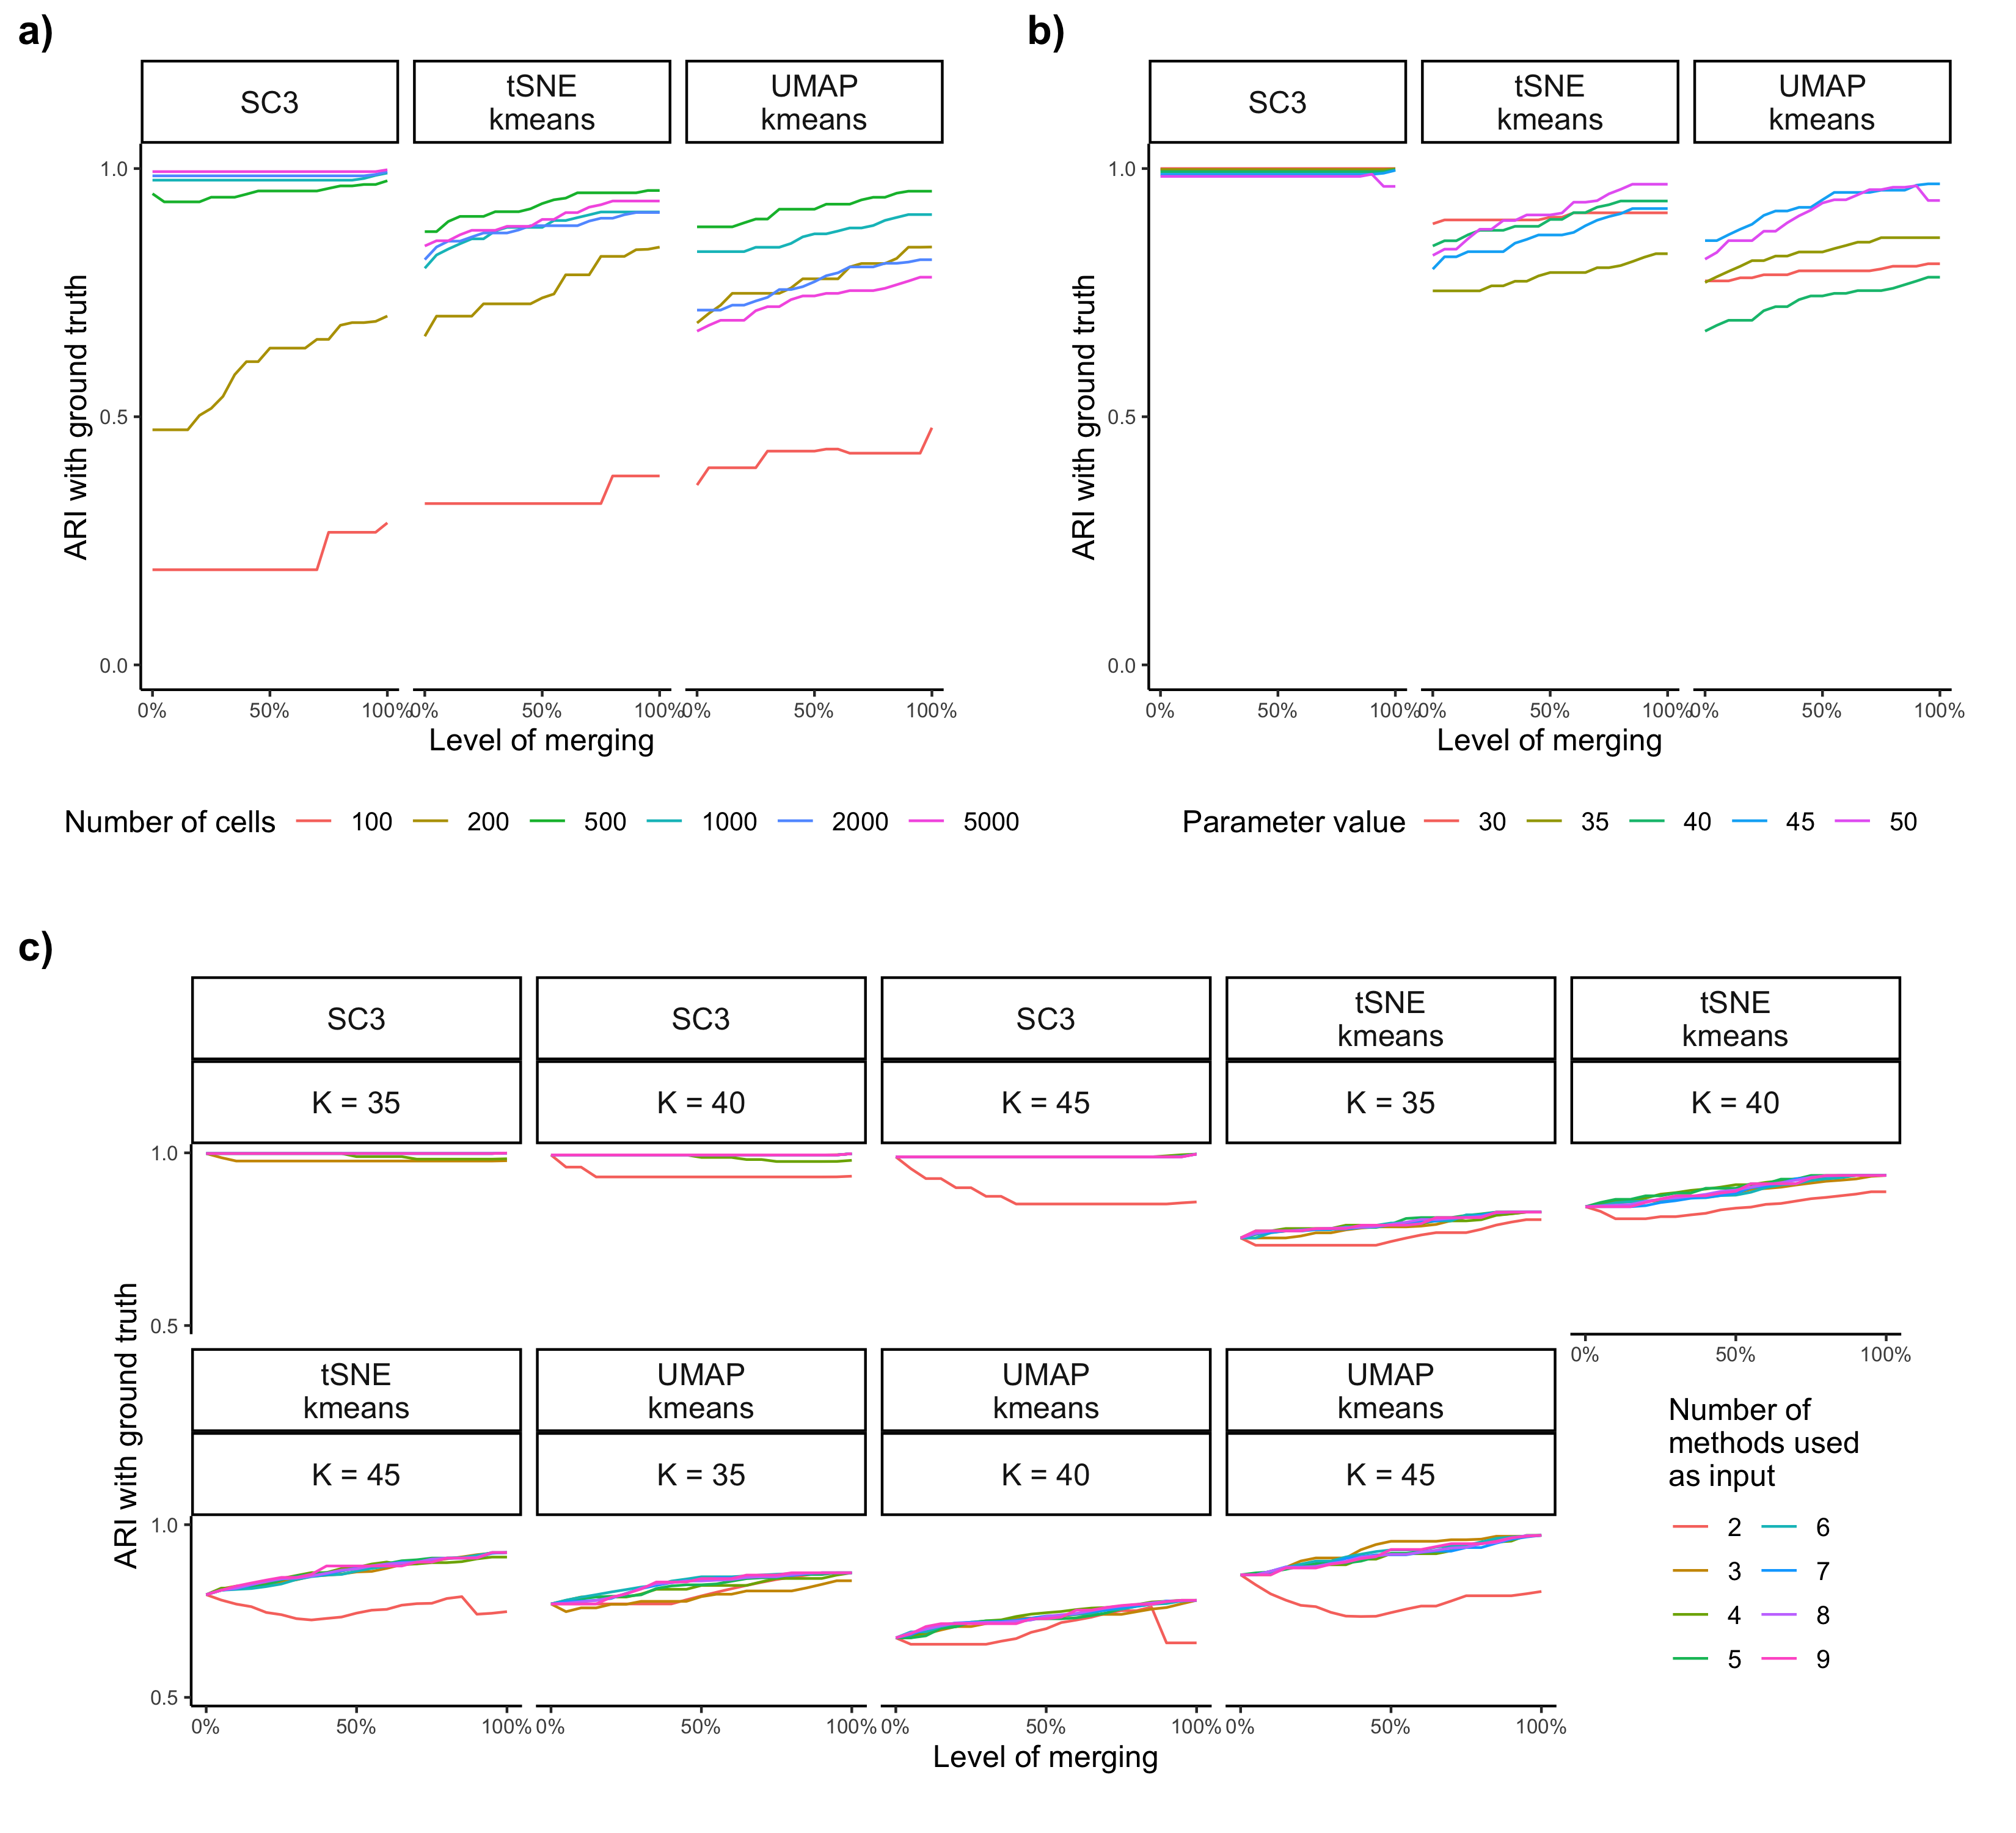 a)
SC3
tSNE
kmeans
UMAP
kmeans
1.0
0.5
0.0
ARI with ground truth
0% 50% 100% 0% 50% 100% 0% 50% 100%
Level of merging
Number of cells 100 200 500 1000 2000 5000
b)
SC3
tSNE
kmeans
UMAP
kmeans
1.0
0.5
0.0
ARI with ground truth
0% 50% 100% 0% 50% 100% 0% 50% 100%
Level of merging
Parameter value 30 35 40 45 50
c)
SC3
K = 35
SC3
K = 40
SC3
K = 45
tSNE
kmeans
K = 35
tSNE
kmeans
K = 40
1.0
0.5
0% 50% 100%
ARI with ground truth
tSNE
kmeans
K = 45
UMAP
kmeans
K = 35
UMAP
kmeans
K = 40
UMAP
kmeans
K = 45
1.0
0.5
0% 50% 100% 0% 50% 100% 0% 50% 100% 0% 50% 100%
Level of merging
Number of
methods used
as input
2 6
3 7
4 8
5 9